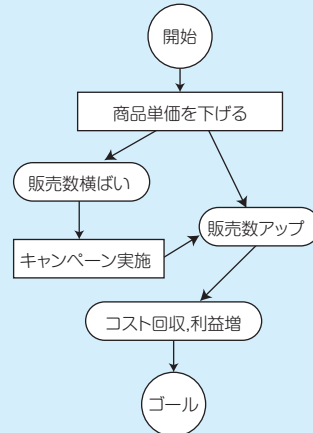 開始
商品単価を下げる
販売数横ばい
販売数アップ
キャンペーン実施
コスト回収,利益増
ゴール